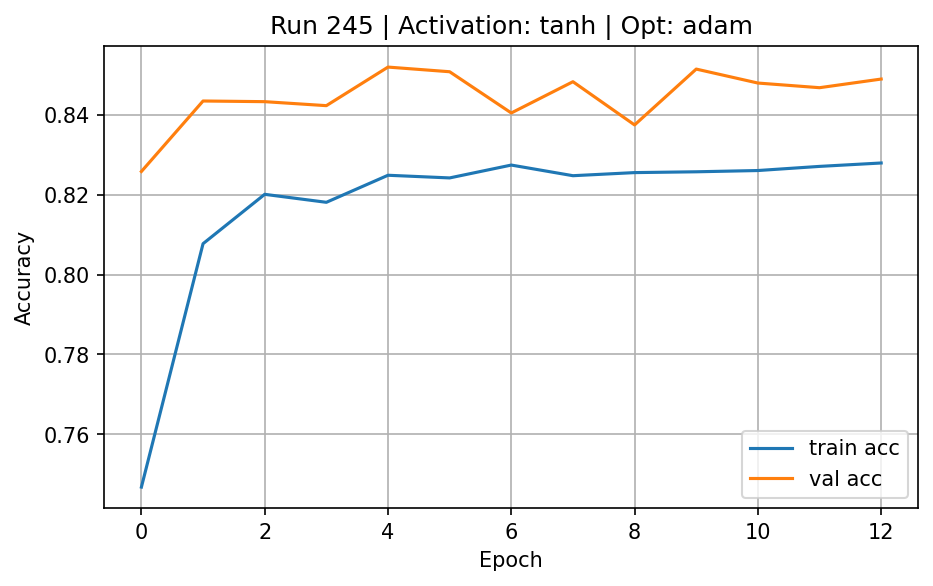 Run 245 | Activation: tanh | Opt: adam
Accuracy
0.84
0.82
0.80
0.78
0.76
0 2 4 6 8 10 12
Epoch
train acc
val acc